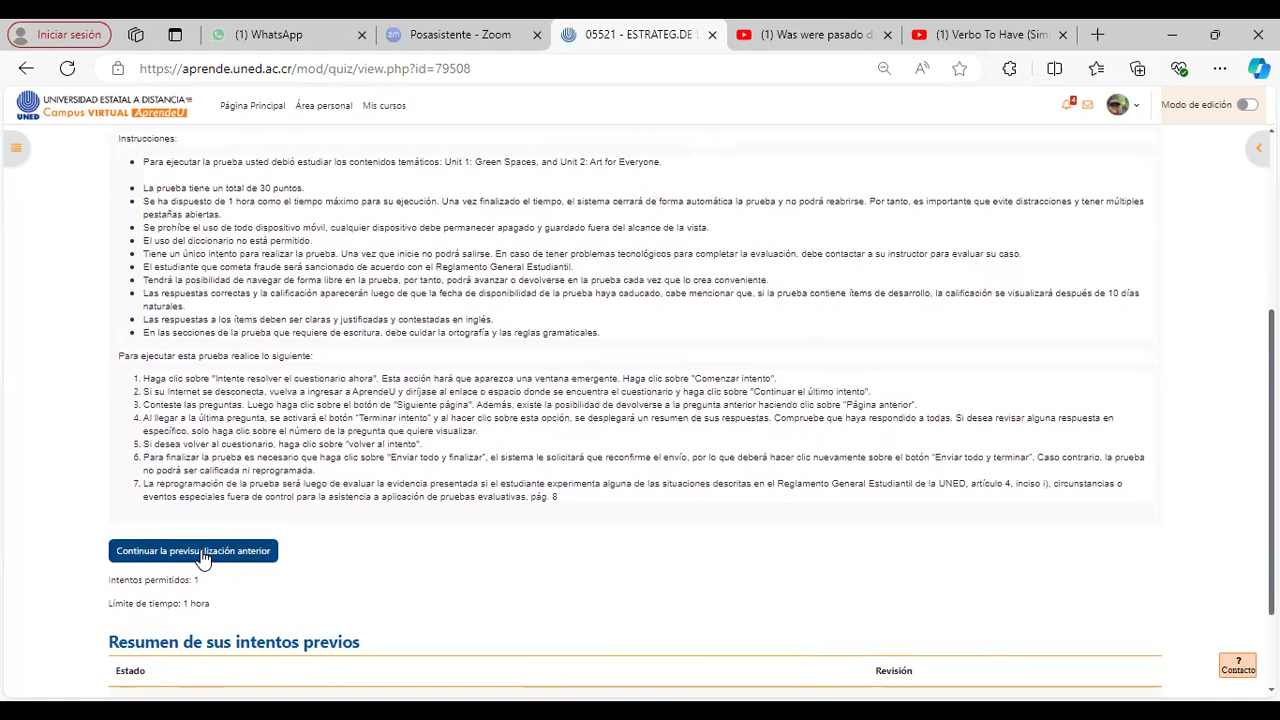 Iniciar sesión
(1) WhatsApp
Posasistente - Zoom
05521 - ESTRATEG.DE
(1) Was were pasado d
(1) Verbo To Have (Sim
https://aprende.uned.ac.cr/mod/quiz/view.php?id=79508
UNED
UNIVERSIDAD ESTATAL A DISTANCIA
Campus VIRTUAL AprendeU
Página Principal
Área personal
Mis cursos
4
Modo de edición
Instrucciones:
Para ejecutar la prueba usted debió estudiar los contenidos temáticos: Unit 1: Green Spaces, and Unit 2: Art for Everyone.
La prueba tiene un total de 30 puntos.
Se ha dispuesto de 1 hora como el tiempo máximo para su ejecución. Una vez finalizado el tiempo, el sistema cerrará de forma automática la prueba y no podrá reabrirse. Por tanto, es importante que evite distracciones y tener múltiples
pestañas abiertas.
Se prohíbe el uso de todo dispositivo móvil, cualquier dispositivo debe permanecer apagado y guardado fuera del alcance de la vista.
El uso del diccionario no está permitido.
Tiene un único intento para realizar la prueba. Una vez que inicie no podrá salirse. En caso de tener problemas tecnológicos para completar la evaluación, debe contactar a su instructor para evaluar su caso.
El estudiante que cometa fraude será sancionado de acuerdo con el Reglamento General Estudiantil.
Tendrá la posibilidad de navegar de forma libre en la prueba, por tanto, podrá avanzar o devolverse en la prueba cada vez que lo crea conveniente.
Las respuestas correctas y la calificación aparecerán luego de que la fecha de disponibilidad de la prueba haya caducado, cabe mencionar que, si la prueba contiene ítems de desarrollo, la calificación se visualizará después de 10 días
naturales.
Las respuestas a los ítems deben ser claras y justificadas y contestadas en inglés.
En las secciones de la prueba que requiere de escritura, debe cuidar la ortografía y las reglas gramaticales.
Para ejecutar esta prueba realice lo siguiente:
1. Haga clic sobre "Intente resolver el cuestionario ahora". Esta acción hará que aparezca una ventana emergente. Haga clic sobre "Comenzar intento".
2. Si su Internet se desconecta, vuelva a ingresar a AprendeU y diríjase al enlace o espacio donde se encuentra el cuestionario y haga clic sobre "Continuar el último intento".
3. Conteste las preguntas. Luego haga clic sobre el botón de "Siguiente página". Además, existe la posibilidad de devolverse a la pregunta anterior haciendo clic sobre "Página anterior".
4. Al llegar a la última pregunta, se activará el botón "Terminar intento" y al hacer clic sobre esta opción, se desplegará un resumen de sus respuestas. Compruebe que haya respondido a todas. Si desea revisar alguna respuesta en
específico, solo haga clic sobre el número de la pregunta que quiere visualizar.
5. Si desea volver al cuestionario, haga clic sobre "volver al intento".
6. Para finalizar la prueba es necesario que haga clic sobre "Enviar todo y finalizar", el sistema le solicitará que reconfirme el envío, por lo que deberá hacer clic nuevamente sobre el botón "Enviar todo y terminar". Caso contrario, la prueba
no podrá ser calificada ni reprogramada.
7. La reprogramación de la prueba será luego de evaluar la evidencia presentada si el estudiante experimenta alguna de las situaciones descritas en el Reglamento General Estudiantil de la UNED, artículo 4, inciso i), circunstancias o
eventos especiales fuera de control para la asistencia a aplicación de pruebas evaluativas, pág. 8
Continuar la previsualización anterior
Intentos permitidos: 1
Límite de tiempo: 1 hora
Resumen de sus intentos previos
Estado
Revisión
?
Contacto